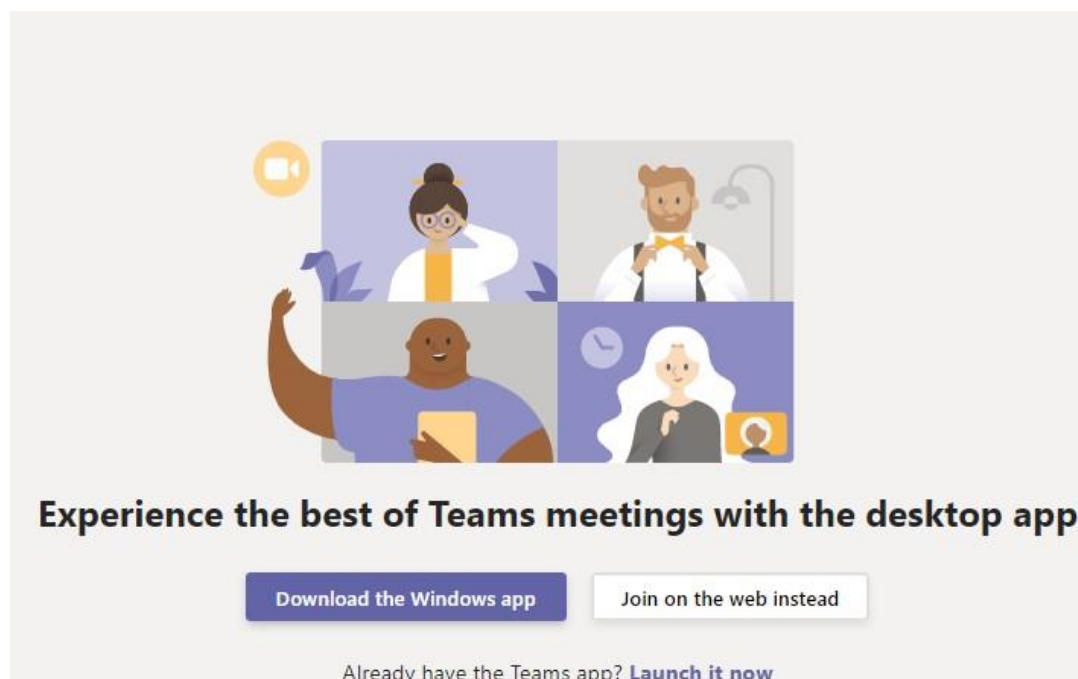 Experience the best of Teams meetings with the desktop app
Download the Windows app
Join on the web instead
Already have the Teams app? Launch it now